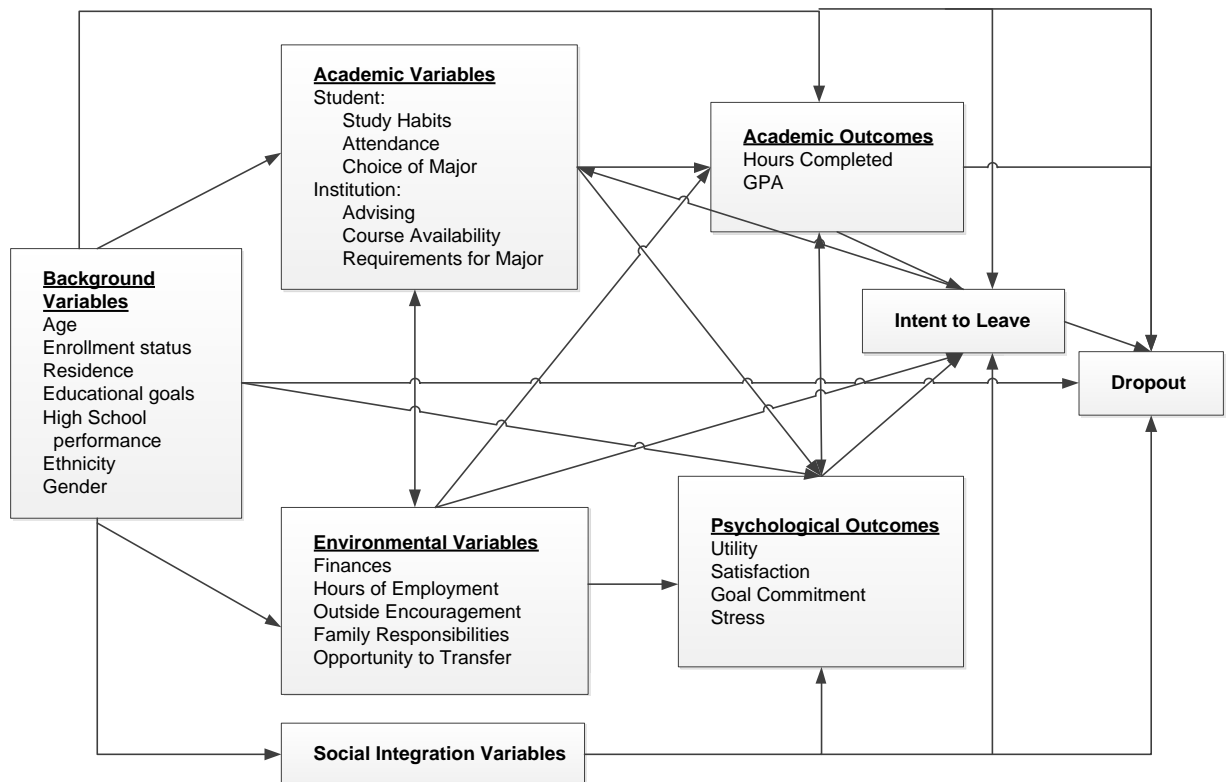 Academic Variables
Student:
Study Habits
Attendance
Choice of Major
Institution:
Advising
Course Availability
Requirements for Major
Academic Outcomes
Hours Completed
GPA
Background
Variables
Age
Enrollment status
Residence
Educational goals
High School
performance
Ethnicity
Gender
Intent to Leave
Dropout
Environmental Variables
Finances
Hours of Employment
Outside Encouragement
Family Responsibilities
Opportunity to Transfer
Psychological Outcomes
Utility
Satisfaction
Goal Commitment
Stress
Social Integration Variables